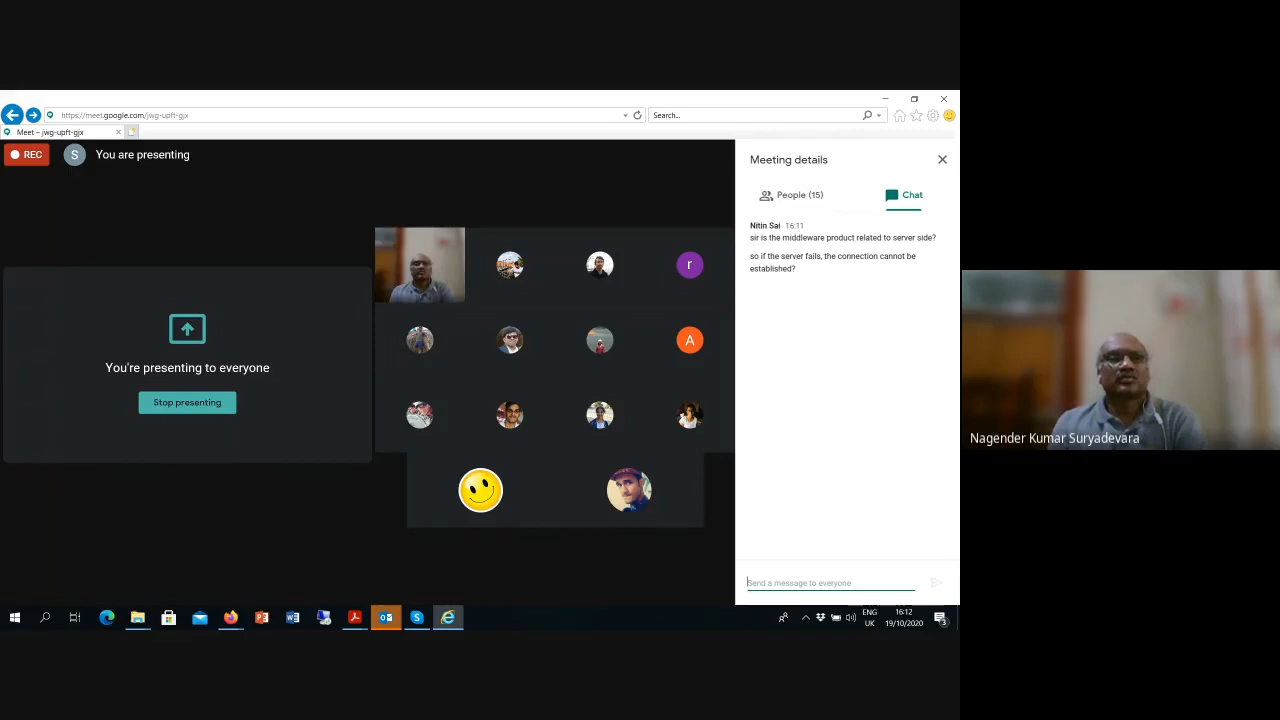 https://meet.google.com/jwg-upft-gjx
Search...
Meet – jwg-upft-gjx
REC
S
You are presenting
Meeting details
People (15)
Chat
Nitin Sai 16:11
sir is the middleware product related to server side?
so if the server fails, the connection cannot be
established?
r
A
You're presenting to everyone
Stop presenting
Nagender Kumar Suryadevara
Send a message to everyone
ENG
UK
16:12
19/10/2020
3